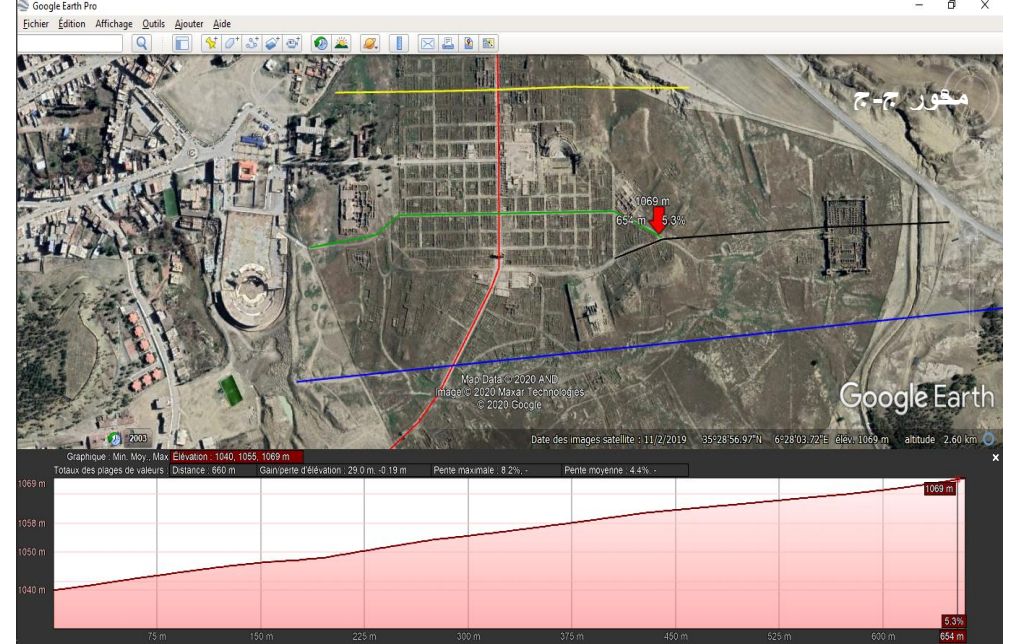 Google Earth Pro
Fichier Édition Affichage Outils Ajouter Aide
محور ج-ج
1069 m
654 m 5.3%
Map Data © 2020 AND
Image © 2020 Maxar Technologies
© 2020 Google
Google Earth
2003
Date des images satellite : 11/2/2019 35°28'56.97"N 6°28'03.72"E élév. 1069 m altitude 2.60 km
Graphique : Min. Moy., Max Élévation : 1040, 1055, 1069 m
Totaux des plages de valeurs : Distance : 660 m Gain/perte d'élévation : 29.0 m. -0.19 m Pente maximale : 8.2%, - Pente moyenne : 4.4%. -
1069 m
1069 m
1058 m
1050 m
1040 m
5.3%
75 m 150 m 225 m 300 m 375 m 450 m 525 m 600 m 654 m